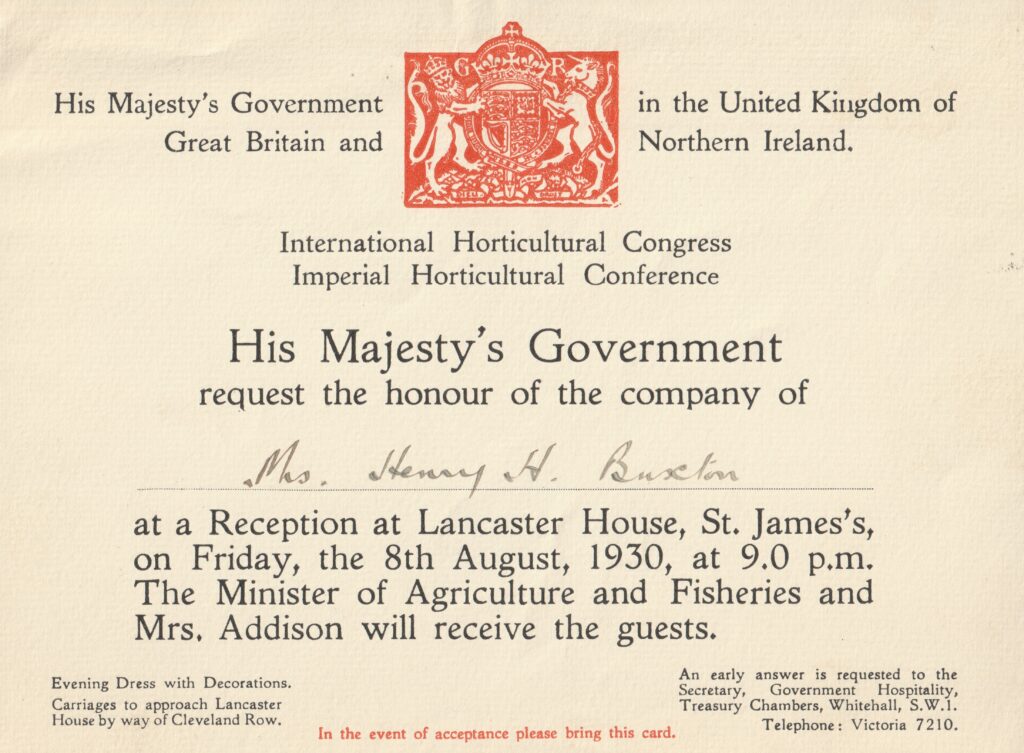 His Majesty's Government in the United Kingdom of
Great Britain and Northern Ireland.
G R
DIEU ET MON DROIT
International Horticultural Congress
Imperial Horticultural Conference
His Majesty's Government
request the honour of the company of
Mrs. Henry H. Buxton
at a Reception at Lancaster House, St. James's,
on Friday, the 8th August, 1930, at 9.0 p.m.
The Minister of Agriculture and Fisheries and
Mrs. Addison will receive the guests.
Evening Dress with Decorations.
Carriages to approach Lancaster
House by way of Cleveland Row.
An early answer is requested to the
Secretary, Government Hospitality,
Treasury Chambers, Whitehall, S.W.1.
Telephone: Victoria 7210.
In the event of acceptance please bring this card.